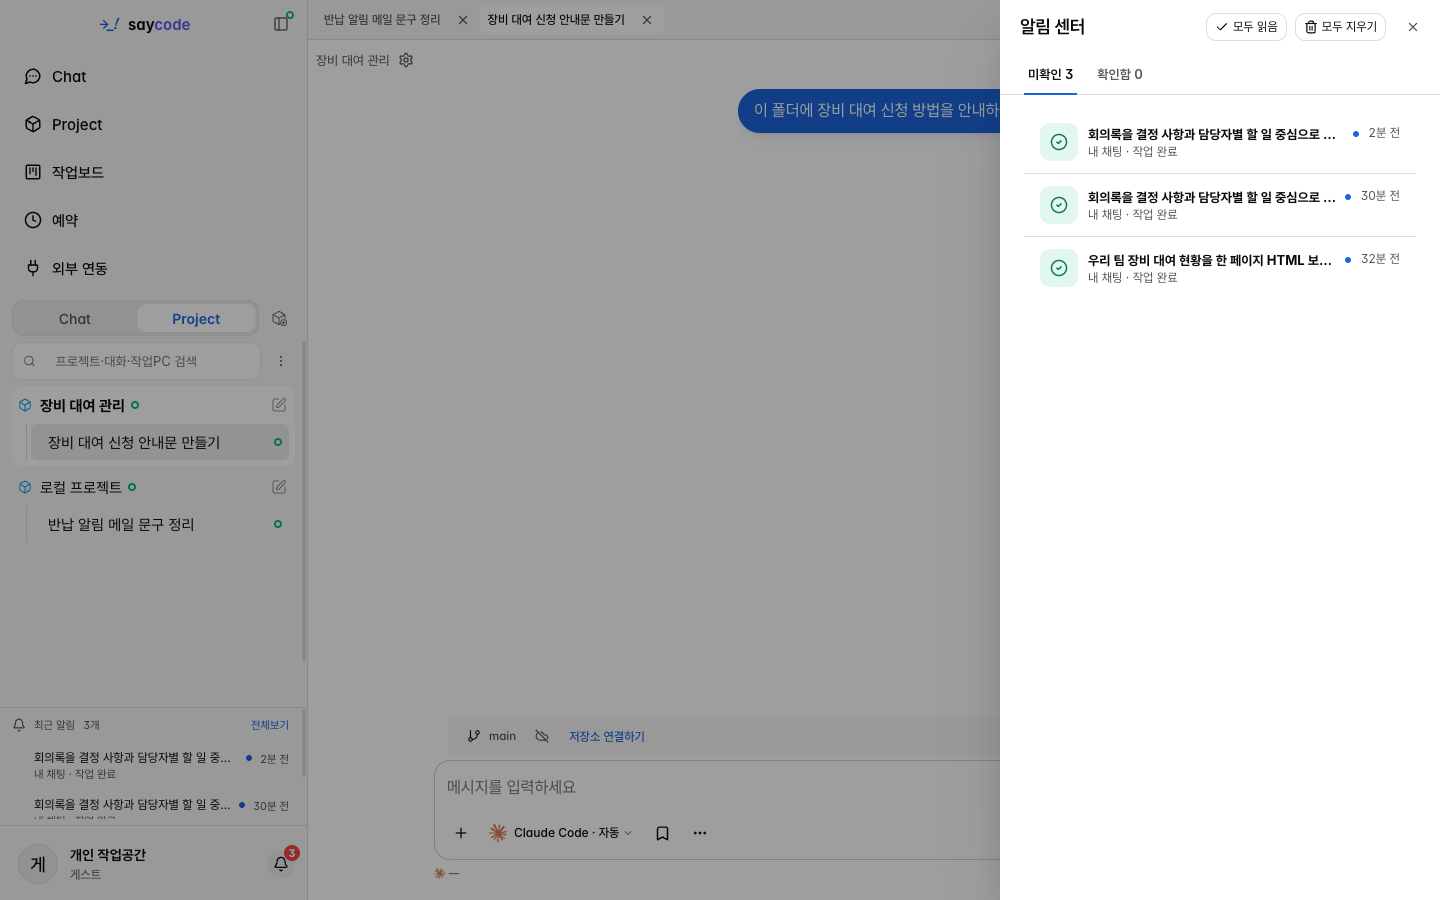 saycode
Chat
Project
작업보드
예약
외부 연동
Chat
Project
프로젝트·대화·작업PC 검색
장비 대여 관리
장비 대여 신청 안내문 만들기
로컬 프로젝트
반납 알림 메일 문구 정리
최근 알림 3개
전체보기
회의록을 결정 사항과 담당자별 할 일 중...
2분 전
내 채팅 · 작업 완료
회의록을 결정 사항과 담당자별 할 일 중...
30분 전
내 채팅 · 작업 완료
게
개인 작업공간
게스트
3
반납 알림 메일 문구 정리
장비 대여 신청 안내문 만들기
장비 대여 관리
이 폴더에 장비 대여 신청 방법을 안내하
main
저장소 연결하기
메시지를 입력하세요
Claude Code · 자동
—
알림 센터
모두 읽음
모두 지우기
미확인 3
확인함 0
회의록을 결정 사항과 담당자별 할 일 중심으로 ...
2분 전
내 채팅 · 작업 완료
회의록을 결정 사항과 담당자별 할 일 중심으로 ...
30분 전
내 채팅 · 작업 완료
우리 팀 장비 대여 현황을 한 페이지 HTML 보...
32분 전
내 채팅 · 작업 완료